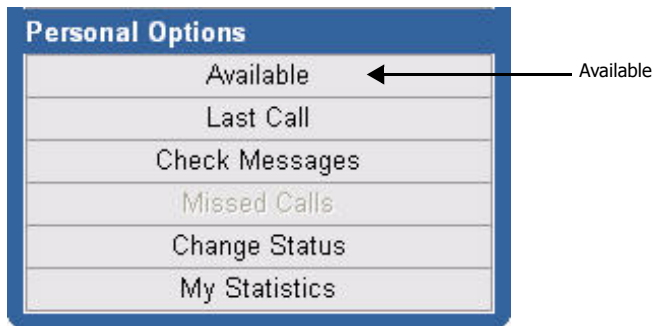 Personal Options
Available
Available
Last Call
Check Messages
Missed Calls
Change Status
My Statistics